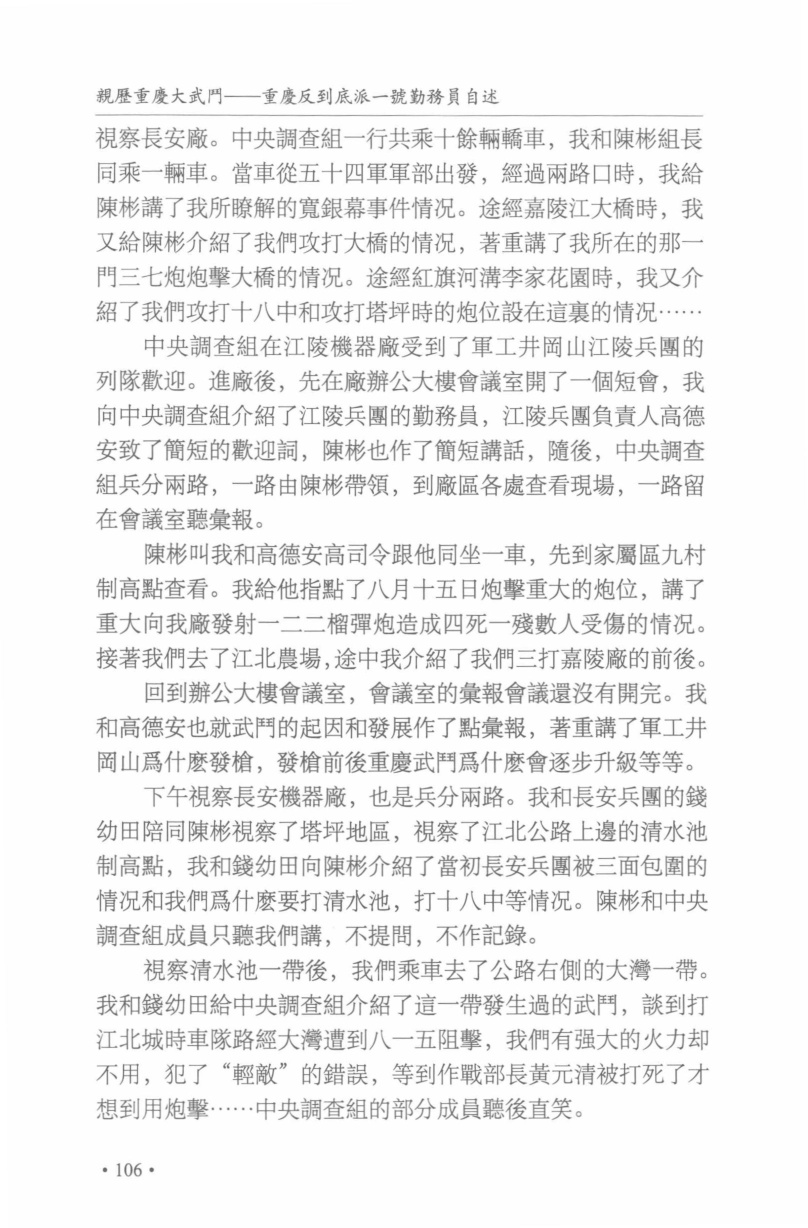 親歷重慶大武鬥——重慶反到底派一號勤務員自述
視察長安廠。中央調查組一行共乘十餘輛轎車，我和陳彬組長
同乘一輛車。當車從五十四軍軍部出發，經過兩路口時，我給
陳彬講了我所瞭解的寬銀幕事件情況。途經嘉陵江大橋時，我
又給陳彬介紹了我們攻打大橋的情況，著重講了我所在的那一
門三七炮炮擊大橋的情況。途經紅旗河溝李家花園時，我又介
紹了我們攻打十八中和攻打塔坪時的炮位設在這裏的情況……
中央調查組在江陵機器廠受到了軍工井岡山江陵兵團的
列隊歡迎。進廠後，先在廠辦公大樓會議室開了一個短會，我
向中央調查組介紹了江陵兵團的勤務員，江陵兵團負責人高德
安致了簡短的歡迎詞，陳彬也作了簡短講話，隨後，中央調查
組兵分兩路，一路由陳彬帶領，到廠區各處查看現場，一路留
在會議室聽彙報。
陳彬叫我和高德安高司令跟他同坐一車，先到家屬區九村
制高點查看。我給他指點了八月十五日炮擊重大的炮位，講了
重大向我廠發射一二二榴彈炮造成四死一殘數人受傷的情況。
接著我們去了江北農場，途中我介紹了我們三打嘉陵廠的前後。
回到辦公大樓會議室，會議室的彙報會議還沒有開完。我
和高德安也就武鬥的起因和發展作了點彙報，著重講了軍工井
岡山爲什麽發槍，發槍前後重慶武鬥爲什麽會逐步升級等等。
下午視察長安機器廠，也是兵分兩路。我和長安兵團的錢
幼田陪同陳彬視察了塔坪地區，視察了江北公路上邊的清水池
制高點，我和錢幼田向陳彬介紹了當初長安兵團被三面包圍的
情況和我們爲什麽要打清水池，打十八中等情況。陳彬和中央
調查組成員只聽我們講，不提問，不作記錄。
視察清水池一帶後，我們乘車去了公路右側的大灣一帶。
我和錢幼田給中央調查組介紹了這一帶發生過的武鬥，談到打
江北城時車隊路經大灣遭到八一五阻擊，我們有强大的火力却
不用，犯了“輕敵”的錯誤，等到作戰部長黃元清被打死了才
想到用炮擊……中央調查組的部分成員聽後直笑。
·106·